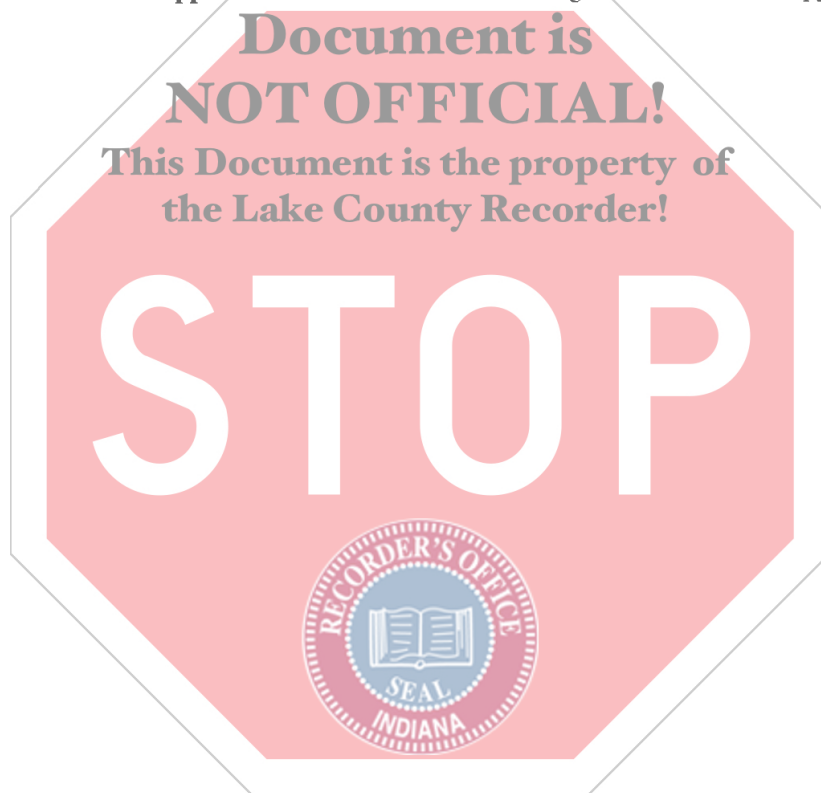 Document is
NOT OFFICIAL!
This Document is the property of
the Lake County Recorder!
STOP
RECORDER'S OFFICE
SEAL
INDIANA